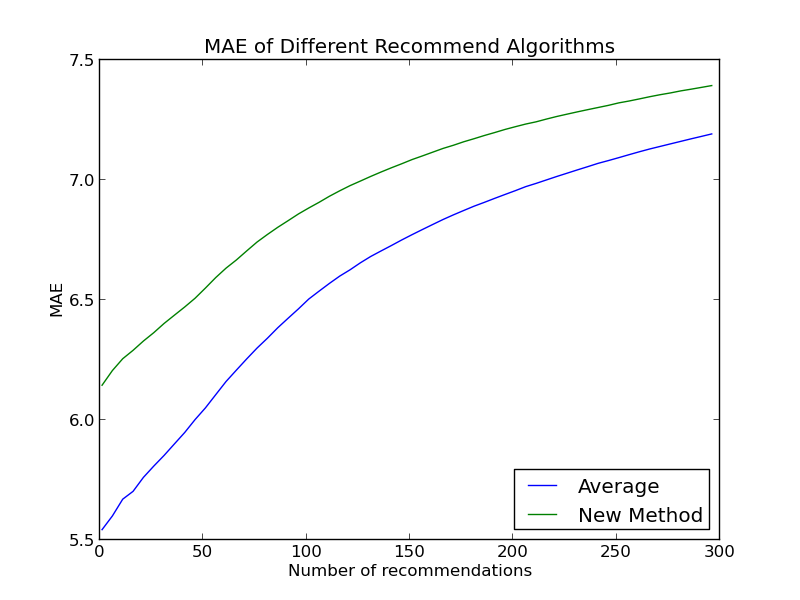 MAE of Different Recommend Algorithms
7.5
7.0
6.5
6.0
5.5
MAE
Average
New Method
0 50 100 150 200 250 300
Number of recommendations